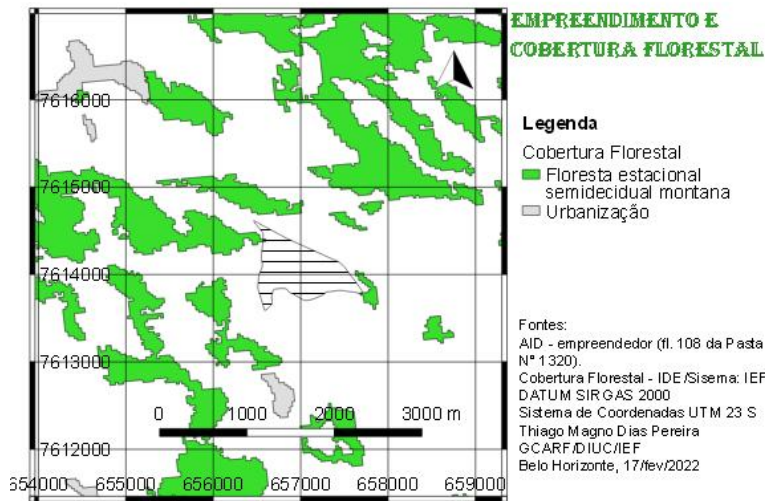 EMPREENDIMENTO E
COBERTURA FLORESTAL
Legenda
Cobertura Florestal
Floresta estacional
semidecidual montana
Urbanização
Fontes:
AID - empreendedor (fl. 108 da Pasta
N° 1320).
Cobertura Florestal - IDE/Sisema: IEF
DATUM SIRGAS 2000
Sistema de Coordenadas UTM 23 S
Thiago Magno Dias Pereira
GCARF/DIUC/IEF
Belo Horizonte, 17/fev/2022
7616000
7615000
7614000
7613000
7612000
0 1000 2000 3000 m
654000 655000 656000 657000 658000 659000